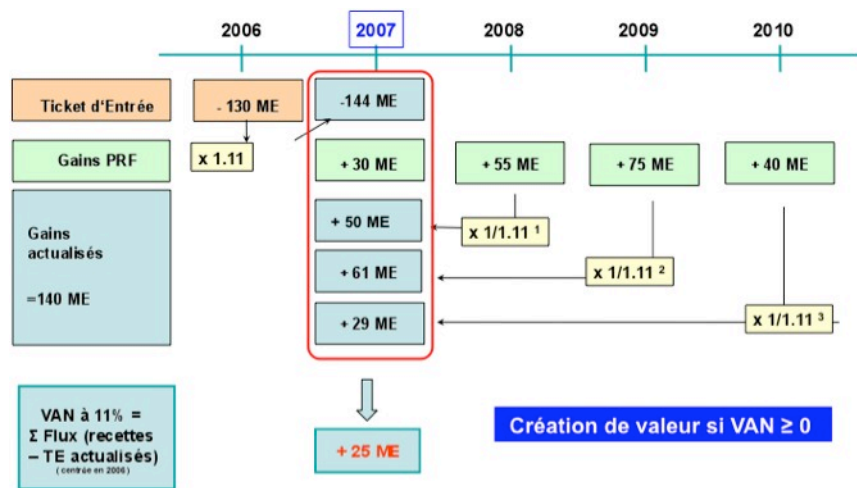 2006 2007 2008 2009 2010
Ticket d'Entrée - 130 ME -144 ME
x 1.11
Gains PRF + 30 ME + 55 ME + 75 ME + 40 ME
Gains
actualisés
=140 ME
+ 50 ME x 1/1.11 ¹
+ 61 ME x 1/1.11 ²
+ 29 ME x 1/1.11 ³
VAN à 11% =
Σ Flux (recettes
– TE actualisés)
( centrée en 2006 )
+ 25 ME
Création de valeur si VAN ≥ 0